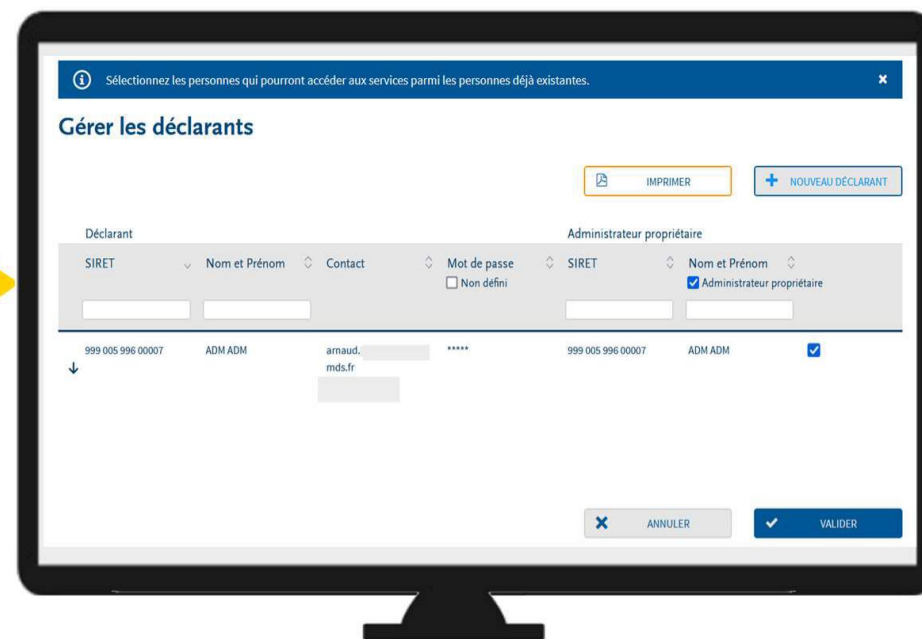 Sélectionnez les personnes qui pourront accéder aux services parmi les personnes déjà existantes.
Gérer les déclarants
IMPRIMER
NOUVEAU DÉCLARANT
Déclarant
Administrateur propriétaire
SIRET Nom et Prénom Contact Mot de passe SIRET Nom et Prénom
Non défini Administrateur propriétaire
999 005 996 00007 ADM ADM arnaud. ***** 999 005 996 00007 ADM ADM
mds.fr
ANNULER
VALIDER